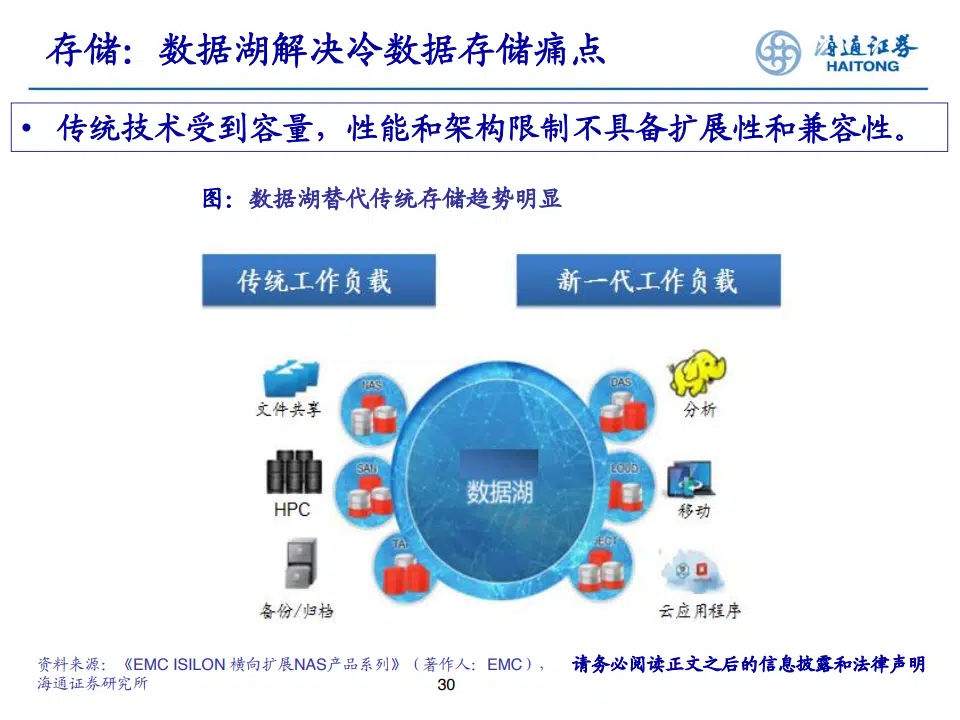 存储：数据湖解决冷数据存储痛点
海通证券
HAITONG
• 传统技术受到容量，性能和架构限制不具备扩展性和兼容性。
图：数据湖替代传统存储趋势明显
传统工作负载
新一代工作负载
文件共享
NAS
DAS
分析
HPC
SAN
数据湖
LOUD
移动
备份/归档
TA
JECT
云应用程序
资料来源：《EMC ISILON 横向扩展NAS产品系列》（著作人：EMC），
海通证券研究所
请务必阅读正文之后的信息披露和法律声明
30